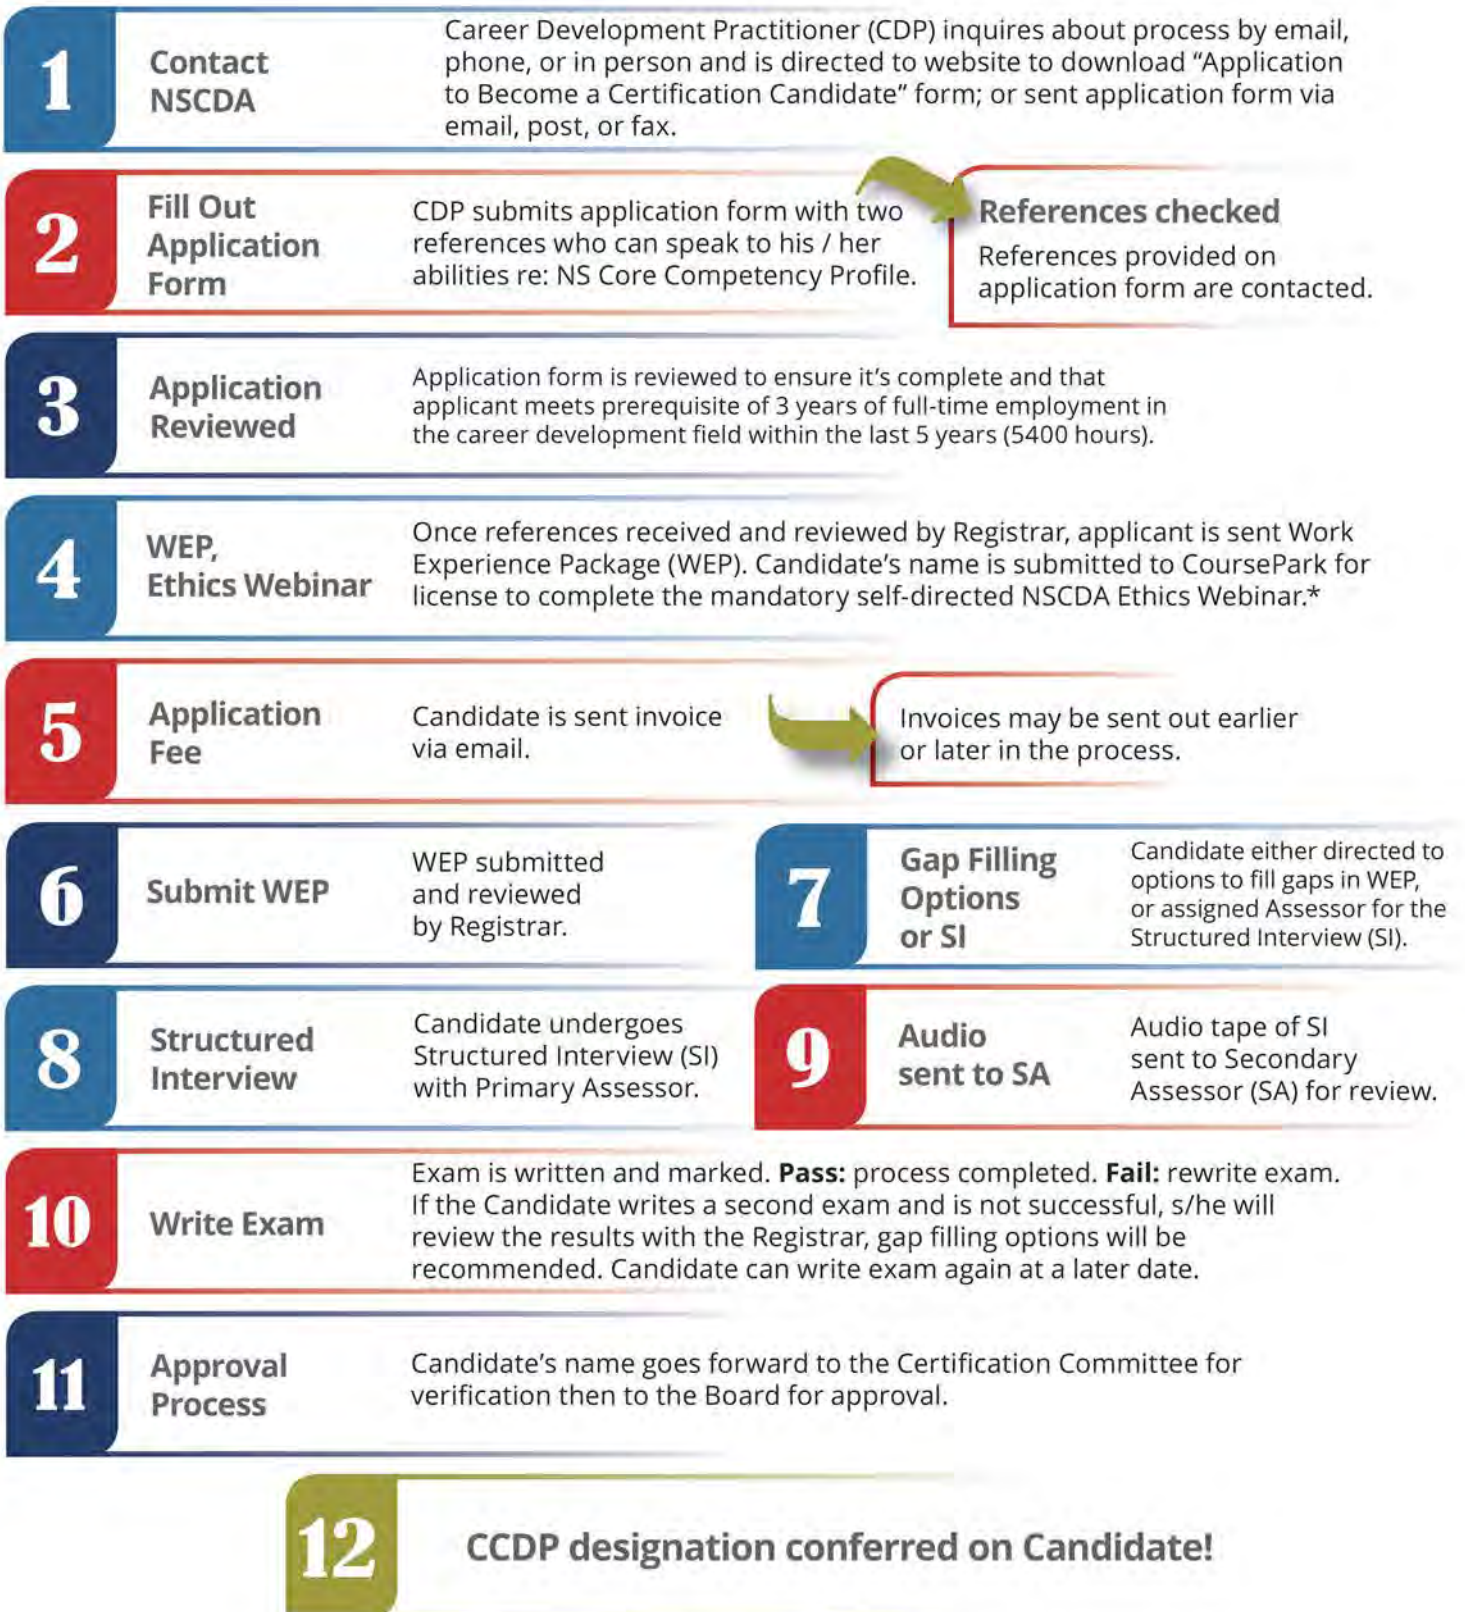 1
Contact
NSCDA
Career Development Practitioner (CDP) inquires about process by email,
phone, or in person and is directed to website to download “Application
to Become a Certification Candidate” form; or sent application form via
email, post, or fax.
2
Fill Out
Application
Form
CDP submits application form with two
references who can speak to his / her
abilities re: NS Core Competency Profile.
References checked
References provided on
application form are contacted.
3
Application
Reviewed
Application form is reviewed to ensure it's complete and that
applicant meets prerequisite of 3 years of full-time employment in
the career development field within the last 5 years (5400 hours).
4
WEP,
Ethics Webinar
Once references received and reviewed by Registrar, applicant is sent Work
Experience Package (WEP). Candidate's name is submitted to CoursePark for
license to complete the mandatory self-directed NSCDA Ethics Webinar.*
5
Application
Fee
Candidate is sent invoice
via email.
Invoices may be sent out earlier
or later in the process.
6
Submit WEP
WEP submitted
and reviewed
by Registrar.
7
Gap Filling
Options
or SI
Candidate either directed to
options to fill gaps in WEP,
or assigned Assessor for the
Structured Interview (SI).
8
Structured
Interview
Candidate undergoes
Structured Interview (SI)
with Primary Assessor.
9
Audio
sent to SA
Audio tape of SI
sent to Secondary
Assessor (SA) for review.
10
Write Exam
Exam is written and marked. Pass: process completed. Fail: rewrite exam.
If the Candidate writes a second exam and is not successful, s/he will
review the results with the Registrar, gap filling options will be
recommended. Candidate can write exam again at a later date.
11
Approval
Process
Candidate's name goes forward to the Certification Committee for
verification then to the Board for approval.
12
CCDP designation conferred on Candidate!